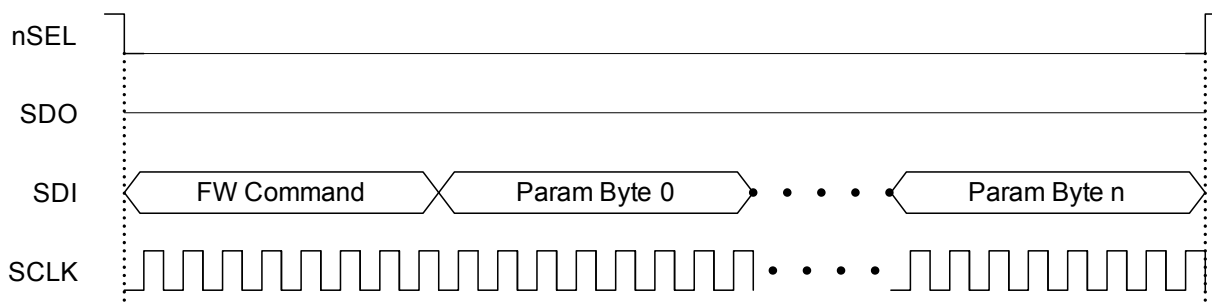 nSEL
SDO
SDI FW Command Param Byte 0 Param Byte n
SCLK